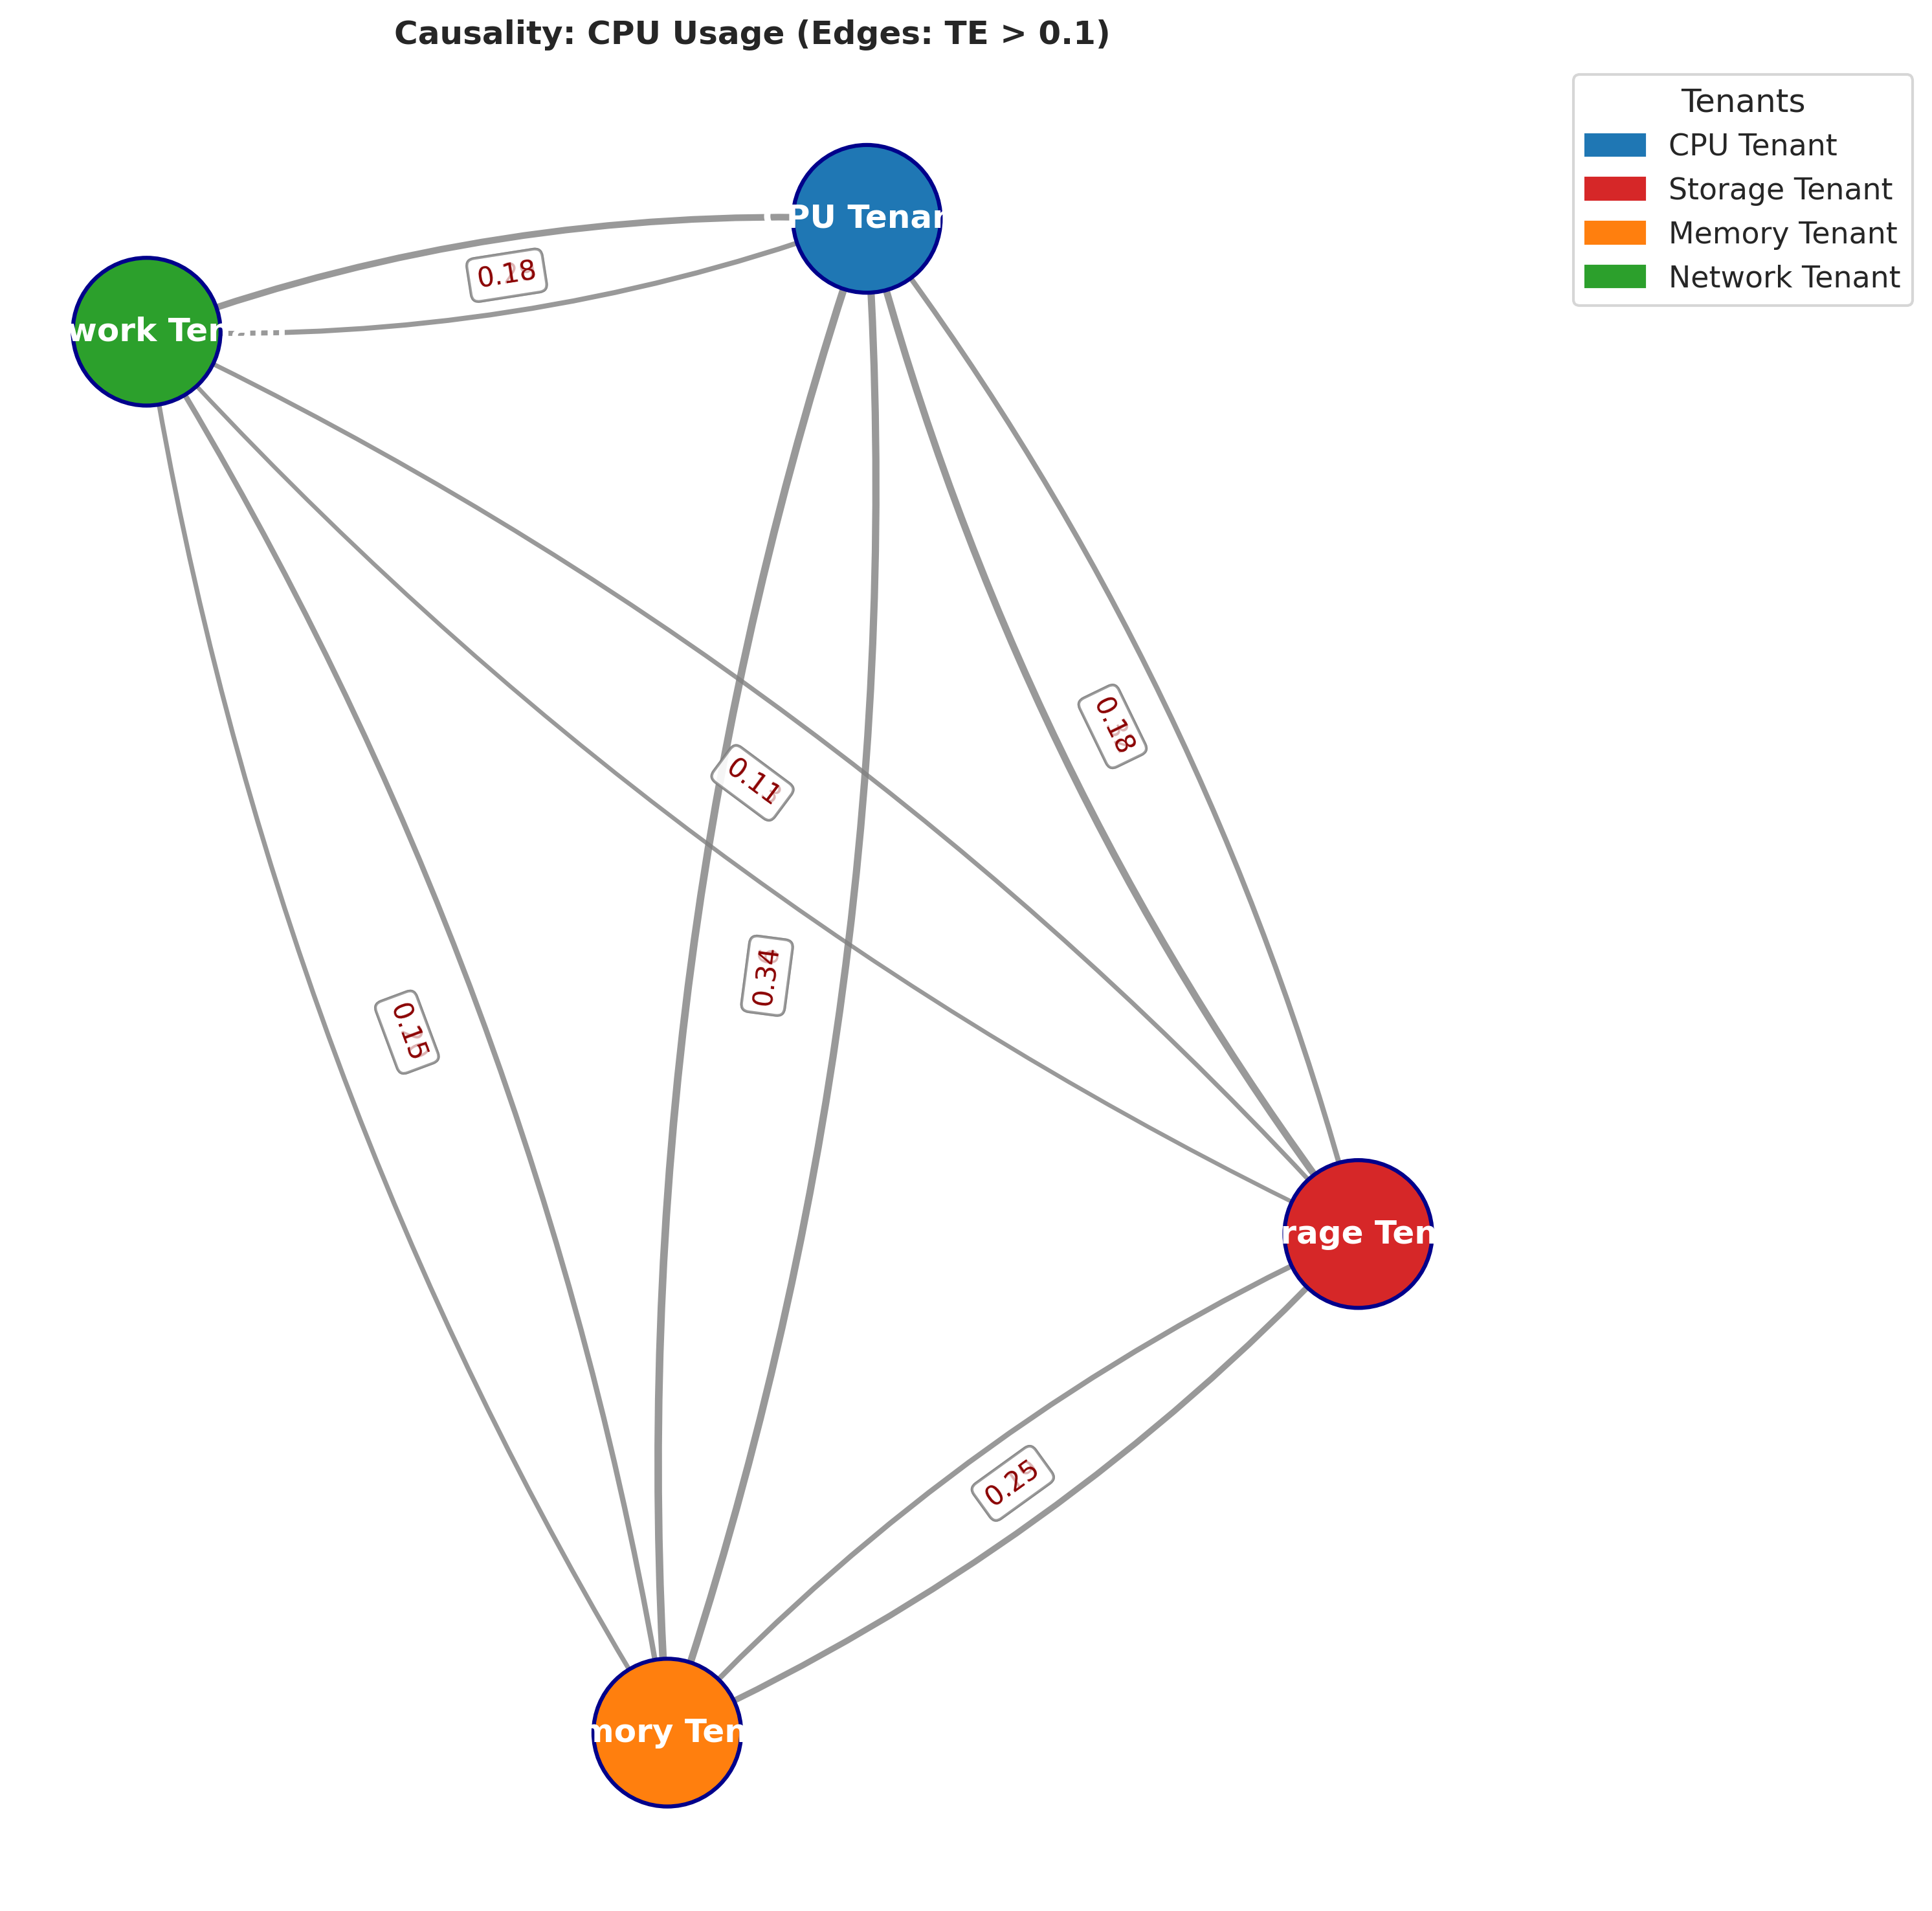 Causality: CPU Usage (Edges: TE > 0.1)
Tenants
CPU Tenant
Storage Tenant
Memory Tenant
Network Tenant
PU Tenan
0.18
work Ten
0.18
0.11
0.34
0.15
rage Ten
0.25
mory Ten